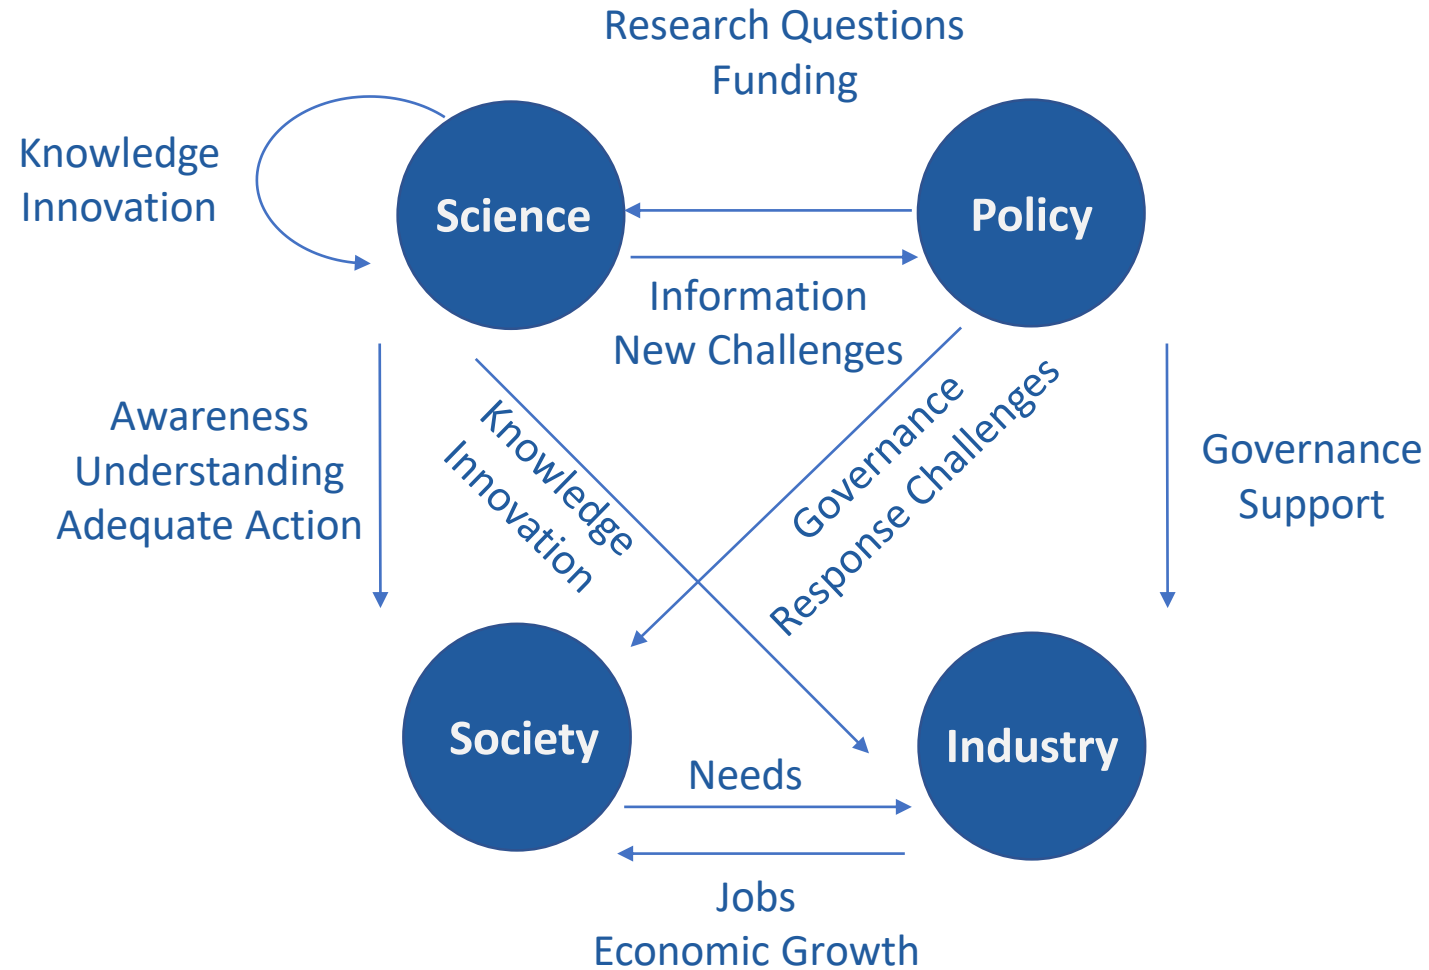 Research Questions
Funding
Knowledge
Innovation
Science
Policy
Information
New Challenges
Awareness
Understanding
Adequate Action
Knowledge
Innovation
Governance
Response Challenges
Governance
Support
Society
Industry
Needs
Jobs
Economic Growth